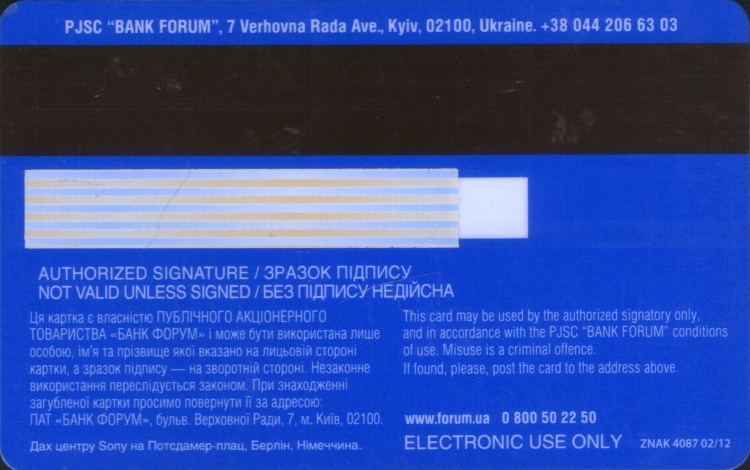 PJSC “BANK FORUM”, 7 Verhovna Rada Ave., Kyiv, 02100, Ukraine. +38 044 206 63 03
AUTHORIZED SIGNATURE / ЗРАЗОК ПІДПИСУ
NOT VALID UNLESS SIGNED / БЕЗ ПІДПИСУ НЕДІЙСНА
Ця картка є власністю ПУБЛІЧНОГО АКЦІОНЕРНОГО
ТОВАРИСТВА «БАНК ФОРУМ» і може бути використана лише
особою, ім'я та прізвище якої вказано на лицьовій стороні
картки, а зразок підпису — на зворотній стороні. Незаконне
використання переслідується законом. При знаходженні
загубленої картки просимо повернути її за адресою:
ПАТ «БАНК ФОРУМ», бульв. Верховної Ради, 7, м. Київ, 02100.
Дах центру Sony на Потсдамер-плац, Берлін, Німеччина.
This card may be used by the authorized signatory only,
and in accordance with the PJSC “BANK FORUM” conditions
of use. Misuse is a criminal offence.
If found, please, post the card to the address above.
www.forum.ua 0 800 50 22 50
ELECTRONIC USE ONLY ZNAK 4087 02/12